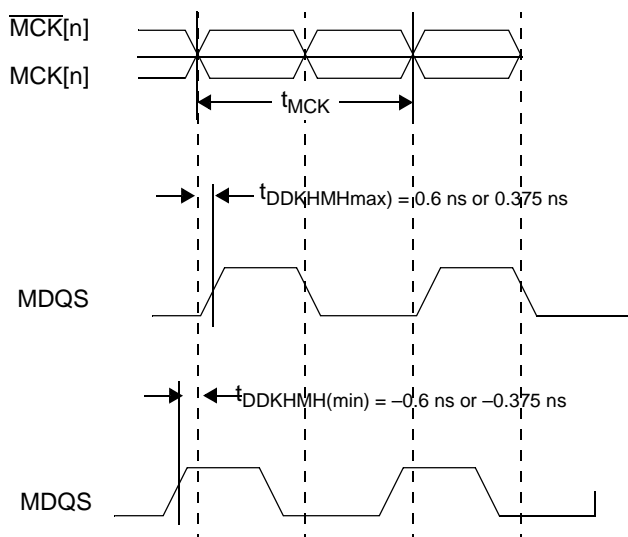 MCK[n]
MCK[n]
tMCK
tDDKHMHmax) = 0.6 ns or 0.375 ns
MDQS
tDDKHMH(min) = –0.6 ns or –0.375 ns
MDQS